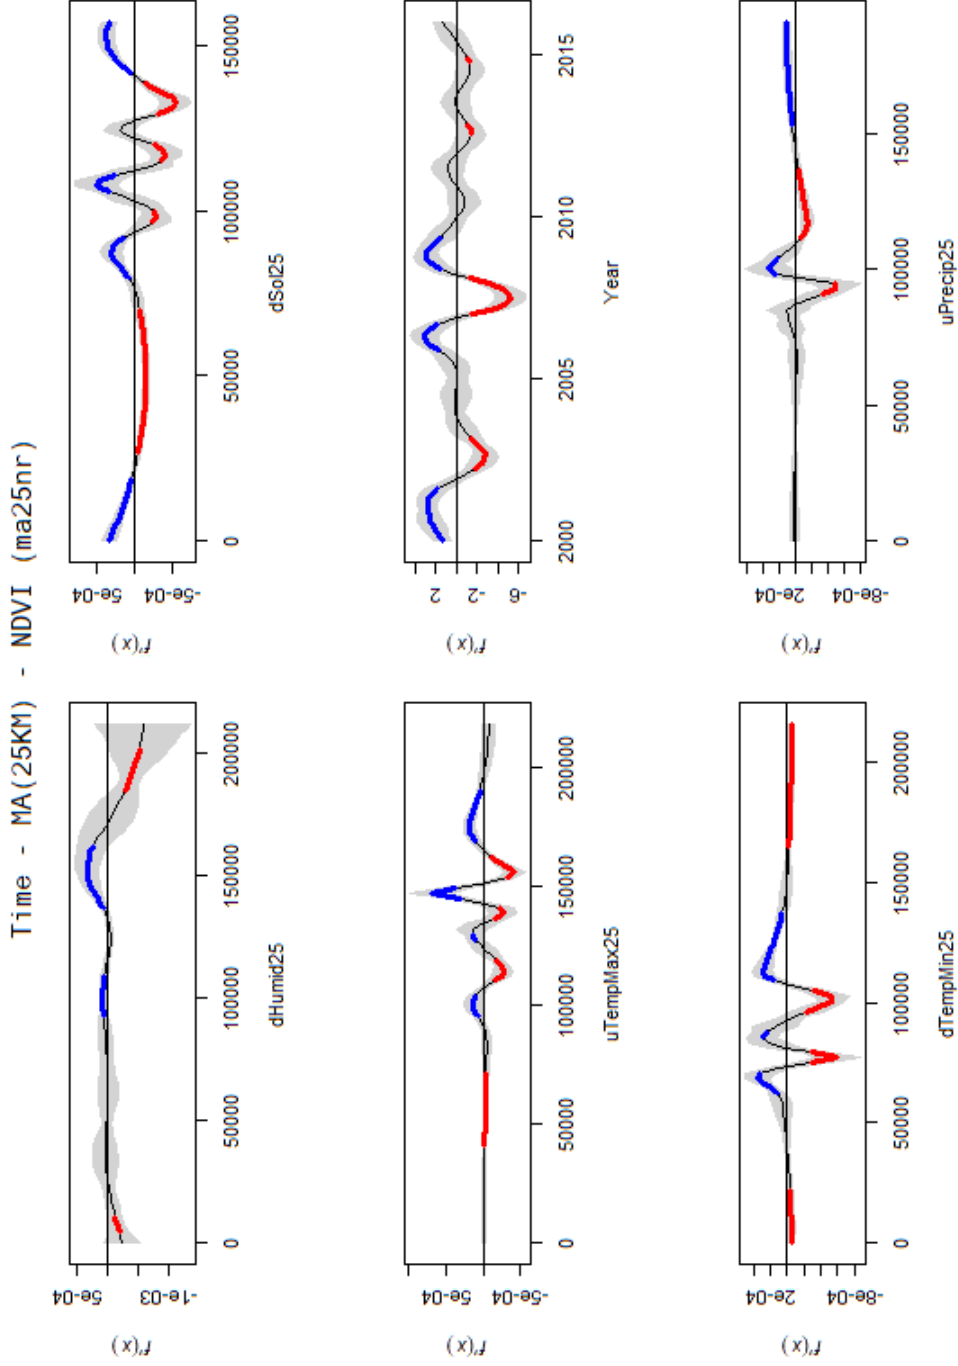 Time - MA(25KM) - NDVI (ma25nr)
f'(x)
5e-04
-1e-03
0
50000
100000
150000
200000
dHumid25
f'(x)
5e-04
-5e-04
0
50000
100000
150000
dSol25
f'(x)
5e-04
-5e-04
0
50000
100000
150000
200000
uTempMax25
f'(x)
2
-2
-6
2000
2005
2010
2015
Year
f'(x)
2e-04
-8e-04
0
50000
100000
150000
200000
dTempMin25
f'(x)
2e-04
-8e-04
0
50000
100000
150000
uPrecip25